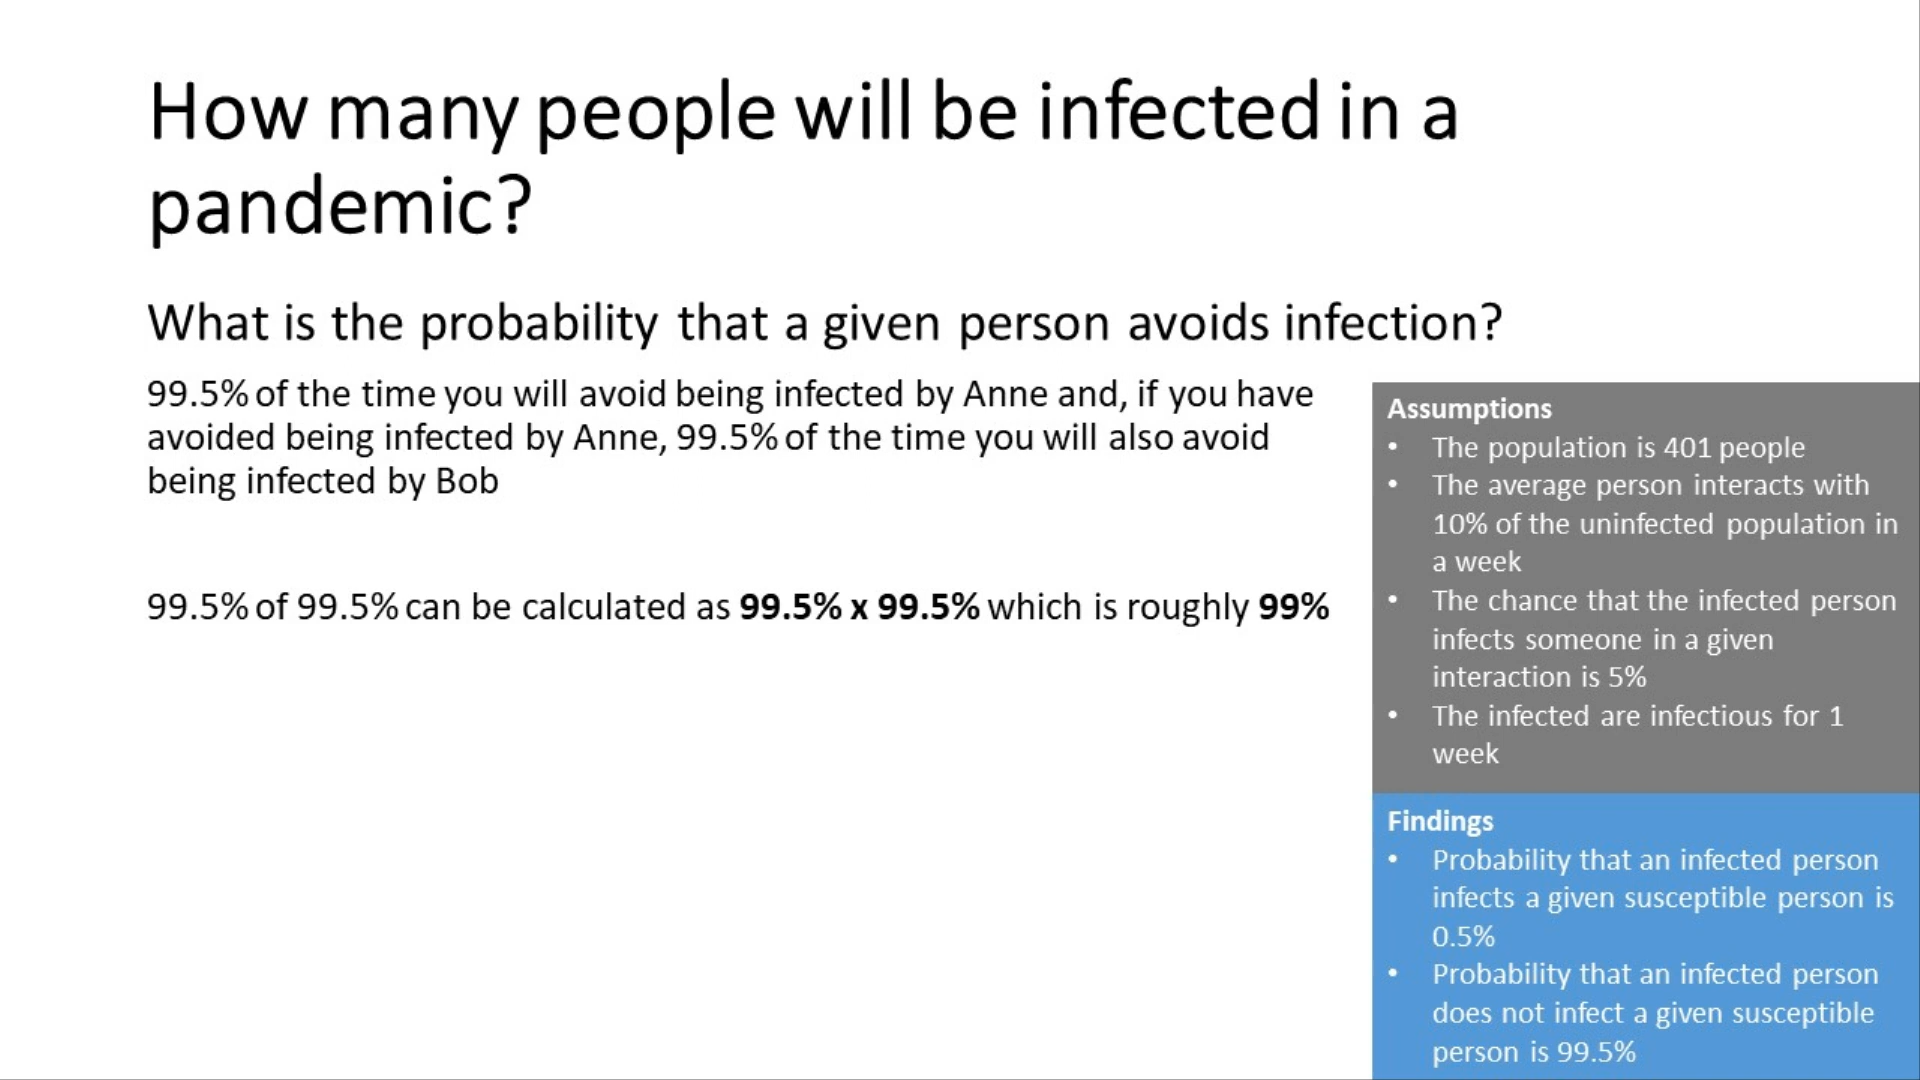 How many people will be infected in a
pandemic?
What is the probability that a given person avoids infection?
99.5% of the time you will avoid being infected by Anne and, if you have
avoided being infected by Anne, 99.5% of the time you will also avoid
being infected by Bob
99.5% of 99.5% can be calculated as 99.5% x 99.5% which is roughly 99%
Assumptions
• The population is 401 people
• The average person interacts with
10% of the uninfected population in
a week
• The chance that the infected person
infects someone in a given
interaction is 5%
• The infected are infectious for 1
week
Findings
• Probability that an infected person
infects a given susceptible person is
0.5%
• Probability that an infected person
does not infect a given susceptible
person is 99.5%